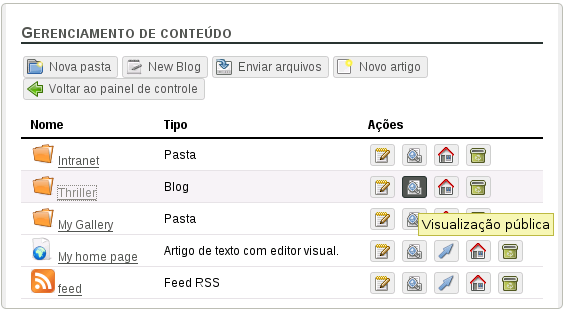 Gerenciamento de conteúdo
Nova pasta New Blog Enviar arquivos Novo artigo
Voltar ao painel de controle
Nome Tipo Ações
Intranet Pasta
Thriller Blog
My Gallery Pasta
Visualização pública
My home page Artigo de texto com editor visual.
feed Feed RSS